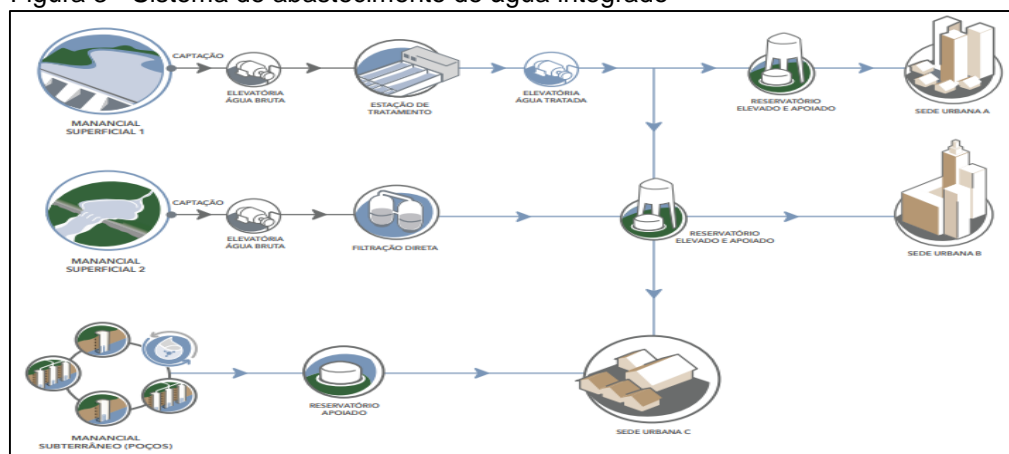 Figura 3 - Sistema de abastecimento de água integrado
CAPTAÇÃO
ELEVATÓRIA
ÁGUA BRUTA
ESTAÇÃO DE
TRATAMENTO
ELEVATÓRIA
ÁGUA TRATADA
RESERVATÓRIO
ELEVADO E APOIADO
SEDE URBANA A
MANANCIAL
SUPERFICIAL 1
CAPTAÇÃO
ELEVATÓRIA
ÁGUA BRUTA
FILTRAÇÃO DIRETA
RESERVATÓRIO
ELEVADO E APOIADO
SEDE URBANA B
MANANCIAL
SUPERFICIAL 2
RESERVATÓRIO
APOIADO
SEDE URBANA C
MANANCIAL
SUBTERRÂNEO (POÇOS)